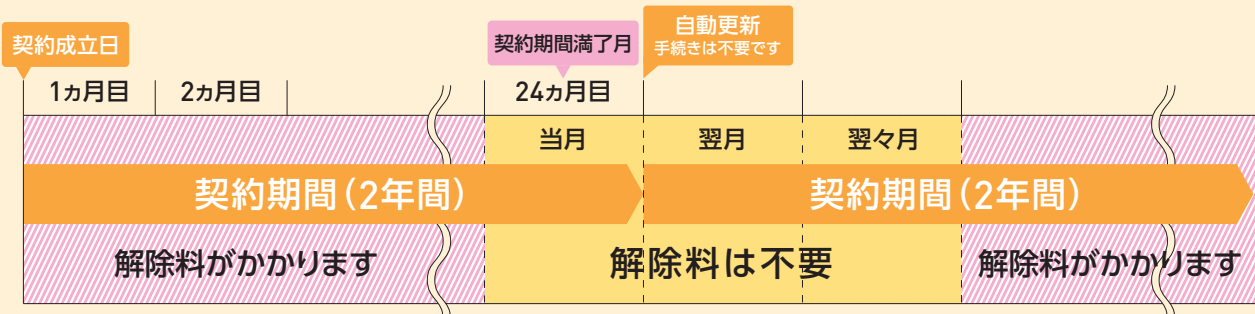 契約成立日
契約期間満了月
自動更新
手続きは不要です
1ヵ月目
2ヵ月目
24ヵ月目
当月
翌月
翌々月
契約期間（2年間）
契約期間（2年間）
解除料がかかります
解除料は不要
解除料がかかります